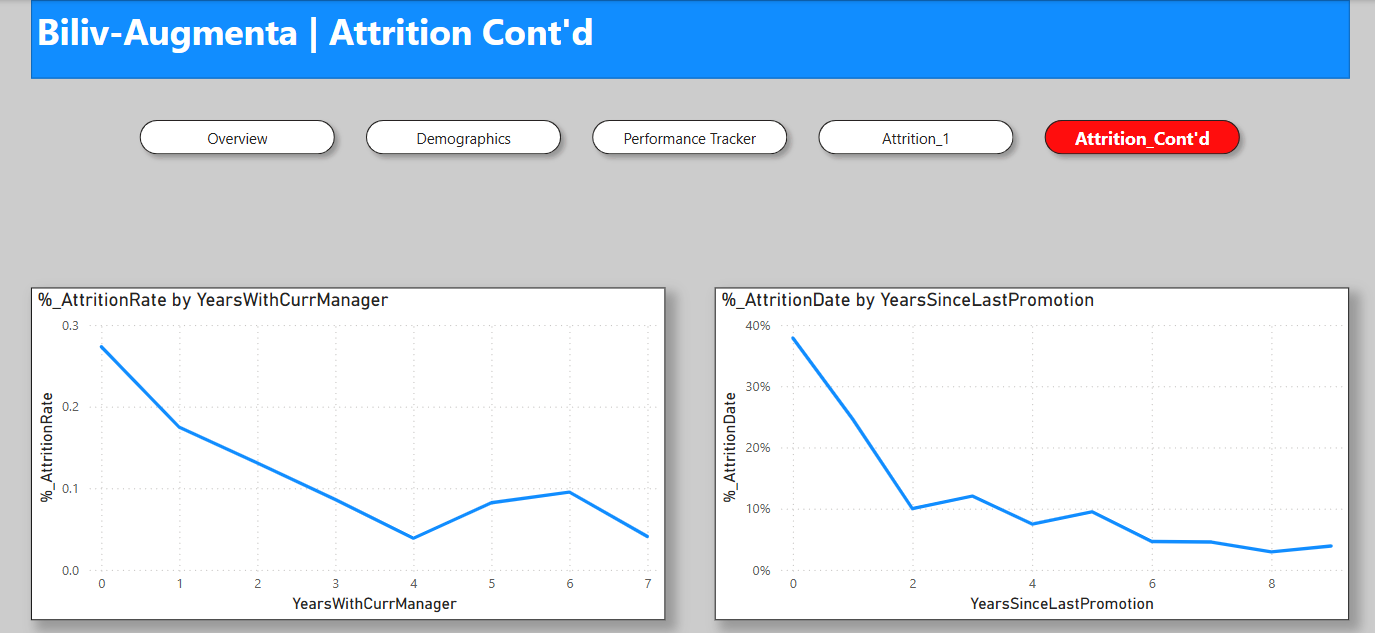 Biliv-Augmenta | Attrition Cont'd
Overview
Demographics
Performance Tracker
Attrition_1
Attrition_Cont'd
%_AttritionRate by YearsWithCurrManager
0.3
0.2
0.1
0.0
%_AttritionRate
0 1 2 3 4 5 6 7
YearsWithCurrManager
%_AttritionDate by YearsSinceLastPromotion
40%
30%
20%
10%
0%
%_AttritionDate
0 2 4 6 8
YearsSinceLastPromotion